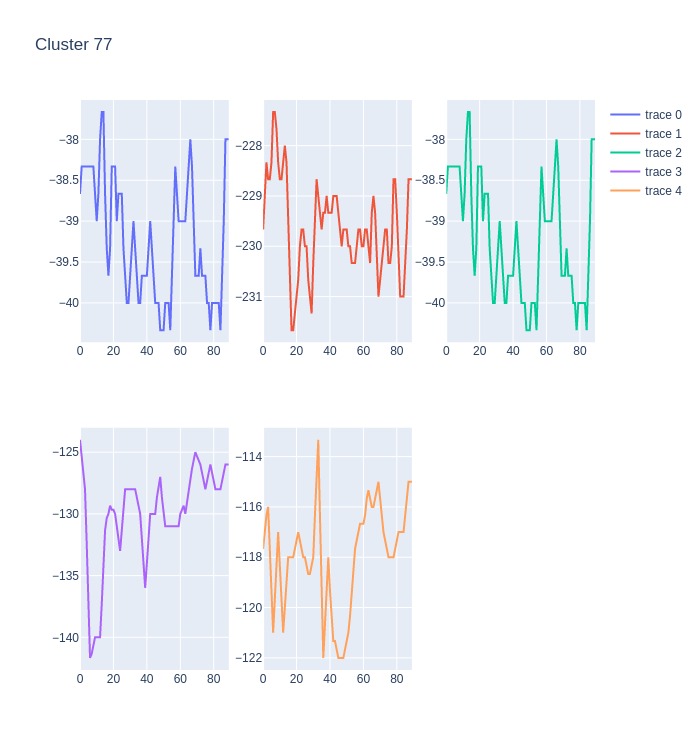 Cluster 77
trace 0
trace 1
trace 2
trace 3
trace 4
−38
−38.5
−39
−39.5
−40
0 20 40 60 80
−228
−229
−230
−231
0 20 40 60 80
−38
−38.5
−39
−39.5
−40
0 20 40 60 80
−125
−130
−135
−140
0 20 40 60 80
−114
−116
−118
−120
−122
0 20 40 60 80